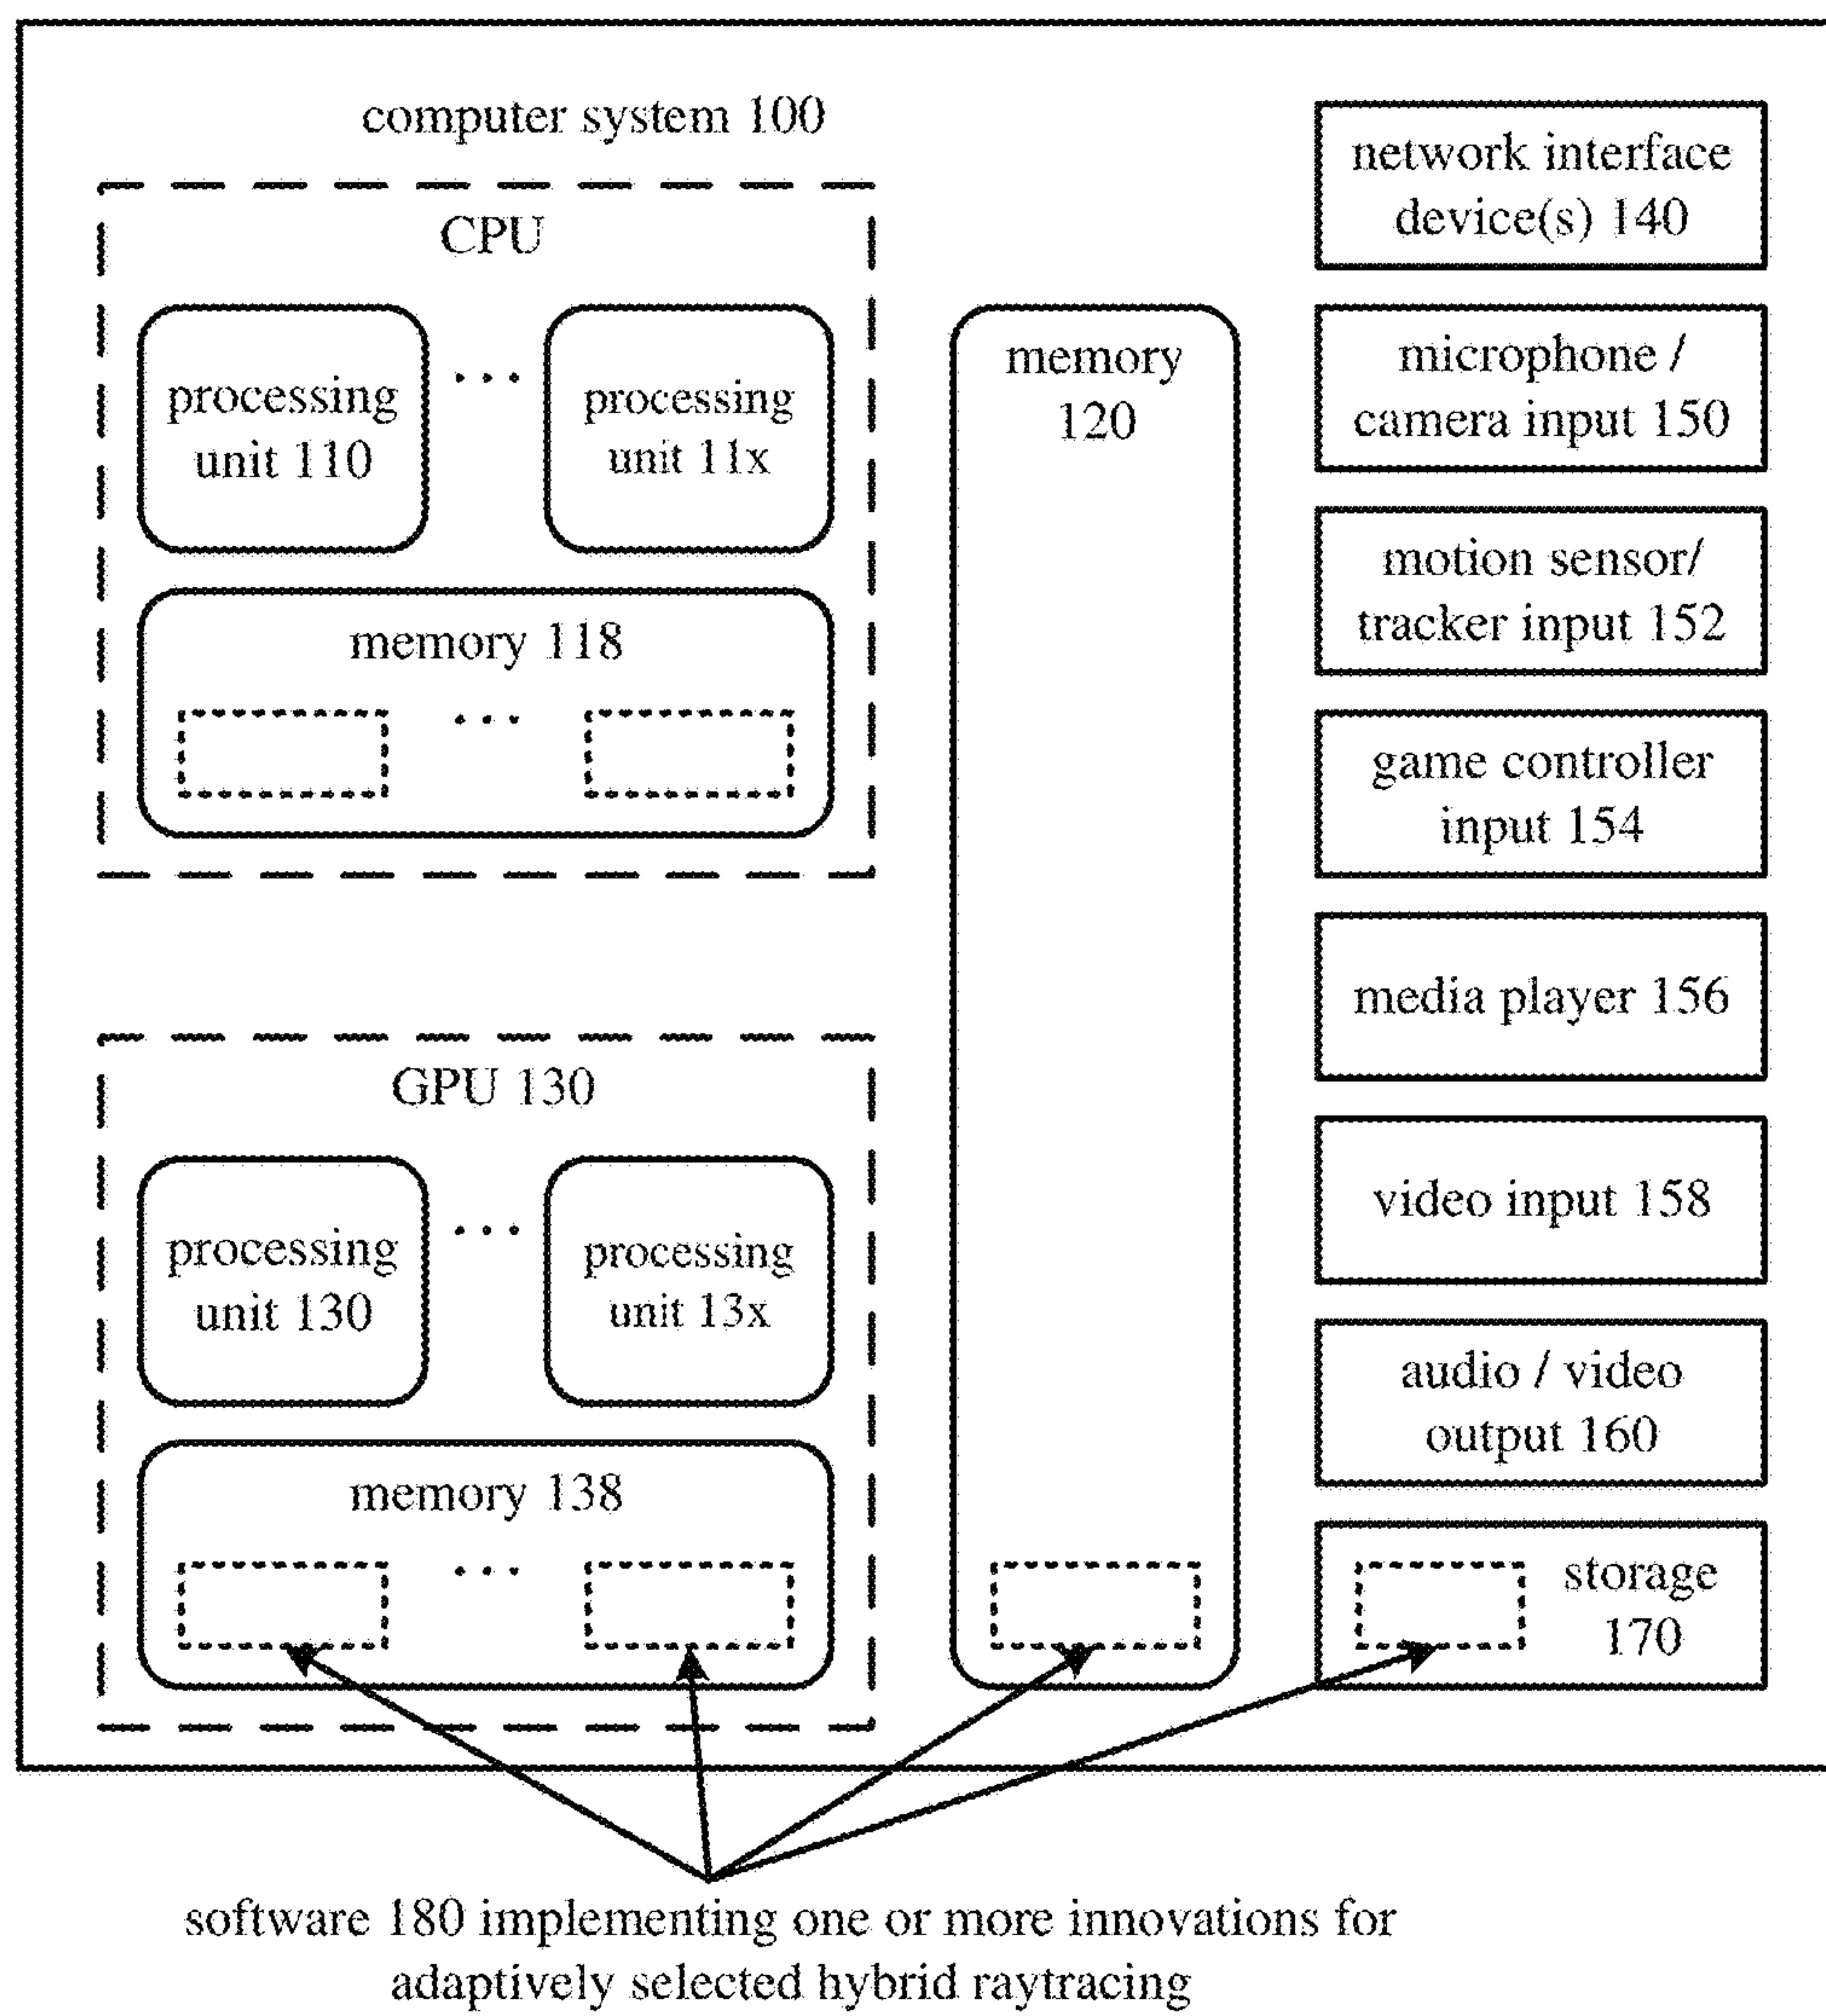 computer system 100
CPU
processing
unit 110
...
processing
unit 11x
memory 118
...
GPU 130
processing
unit 130
...
processing
unit 13x
memory 138
...
memory
120
network interface
device(s) 140
microphone /
camera input 150
motion sensor/
tracker input 152
game controller
input 154
media player 156
video input 158
audio / video
output 160
storage
170
software 180 implementing one or more innovations for
adaptively selected hybrid raytracing